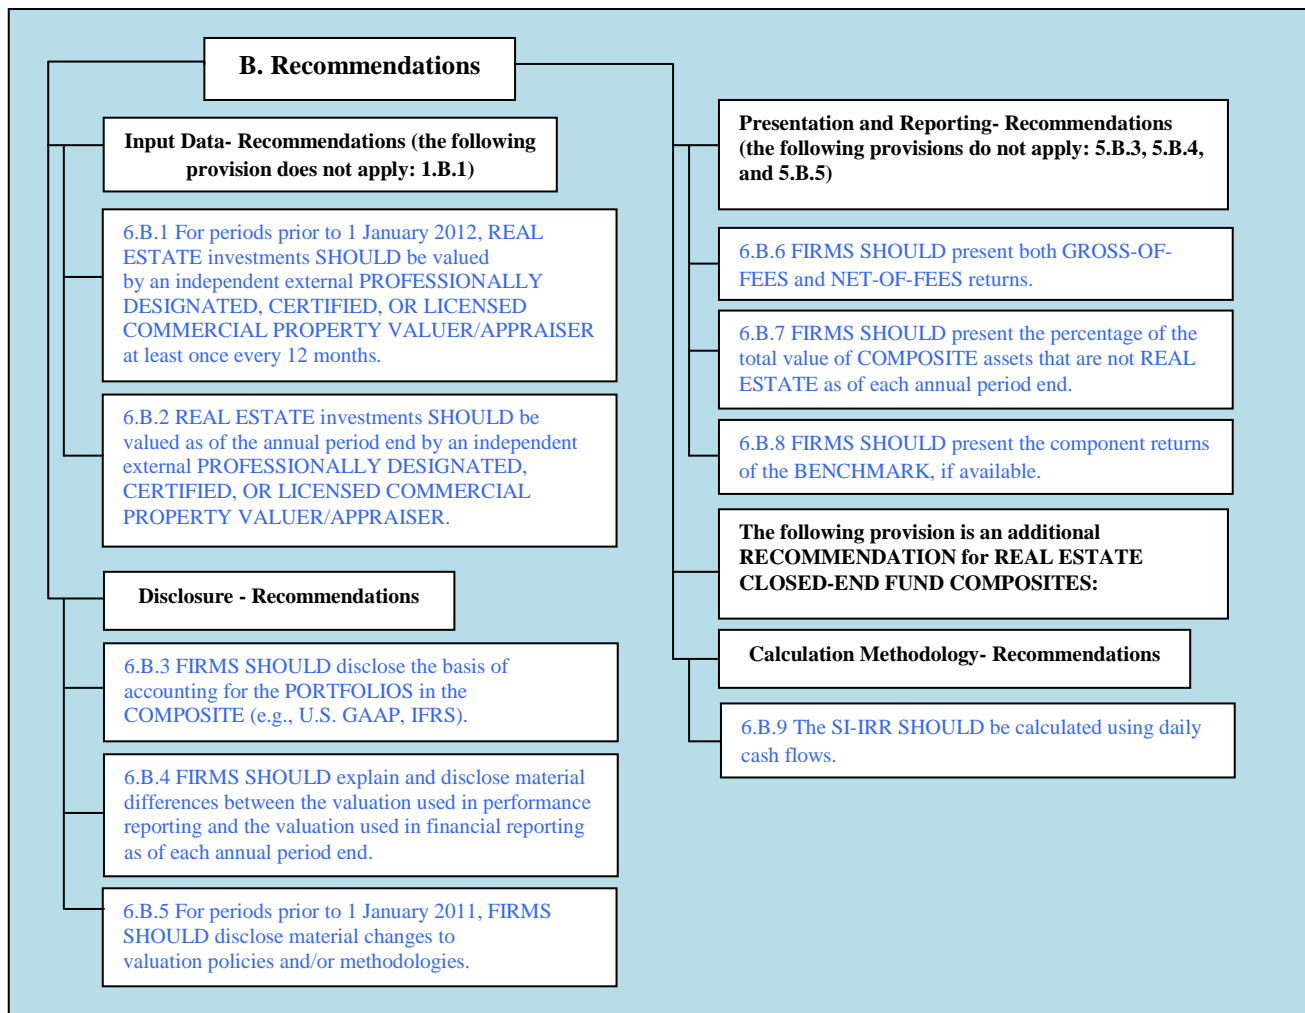 B. Recommendations
Input Data- Recommendations (the following
provision does not apply: 1.B.1)
6.B.1 For periods prior to 1 January 2012, REAL
ESTATE investments SHOULD be valued
by an independent external PROFESSIONALLY
DESIGNATED, CERTIFIED, OR LICENSED
COMMERCIAL PROPERTY VALUER/APPRAISER
at least once every 12 months.
6.B.2 REAL ESTATE investments SHOULD be
valued as of the annual period end by an independent
external PROFESSIONALLY DESIGNATED,
CERTIFIED, OR LICENSED COMMERCIAL
PROPERTY VALUER/APPRAISER.
Disclosure - Recommendations
6.B.3 FIRMS SHOULD disclose the basis of
accounting for the PORTFOLIOS in the
COMPOSITE (e.g., U.S. GAAP, IFRS).
6.B.4 FIRMS SHOULD explain and disclose material
differences between the valuation used in performance
reporting and the valuation used in financial reporting
as of each annual period end.
6.B.5 For periods prior to 1 January 2011, FIRMS
SHOULD disclose material changes to
valuation policies and/or methodologies.
Presentation and Reporting- Recommendations
(the following provisions do not apply: 5.B.3, 5.B.4,
and 5.B.5)
6.B.6 FIRMS SHOULD present both GROSS-OF-
FEES and NET-OF-FEES returns.
6.B.7 FIRMS SHOULD present the percentage of the
total value of COMPOSITE assets that are not REAL
ESTATE as of each annual period end.
6.B.8 FIRMS SHOULD present the component returns
of the BENCHMARK, if available.
The following provision is an additional
RECOMMENDATION for REAL ESTATE
CLOSED-END FUND COMPOSITES:
Calculation Methodology- Recommendations
6.B.9 The SI-IRR SHOULD be calculated using daily
cash flows.